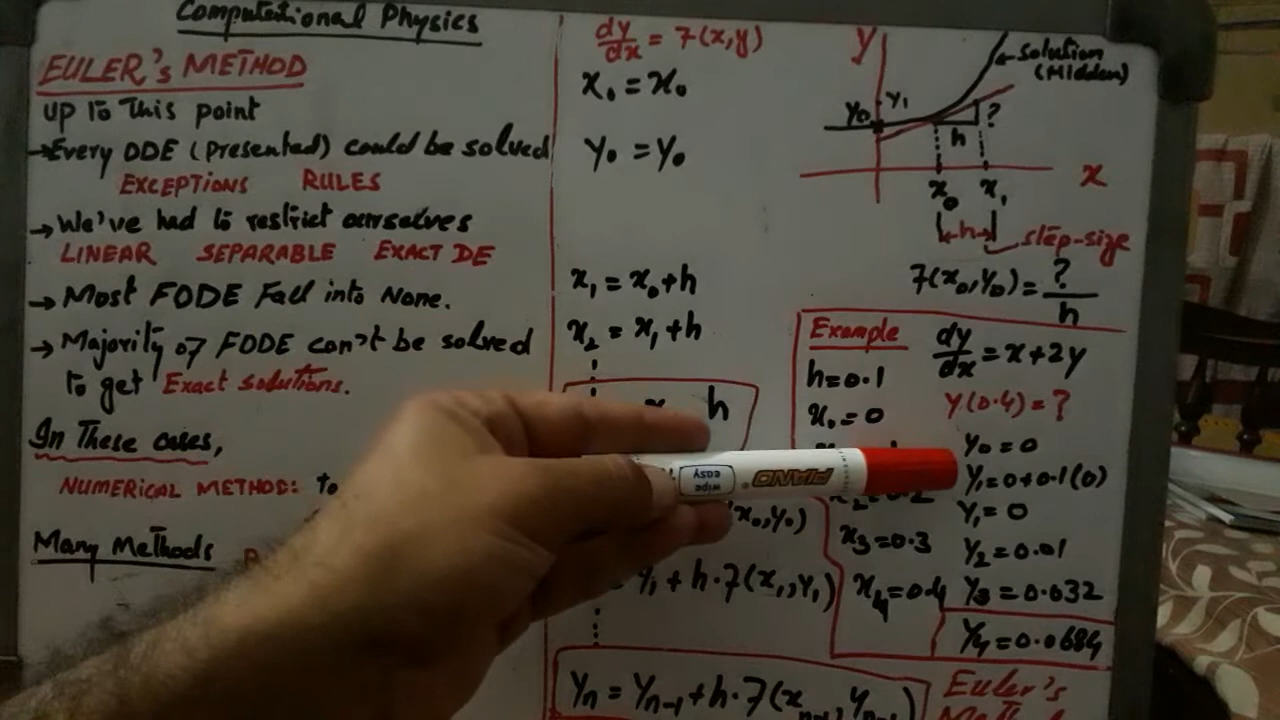 Computational Physics
EULER's METHOD
UP to This point
→ Every ODE (Presented) could be solved
EXCEPTIONS RULES
→ We've had to restrict ourselves
LINEAR SEPARABLE EXACT DE
→ Most FODE Fall into None.
→ Majority of FODE can't be solved
to get Exact solutions.
In These cases,
NUMERICAL METHOD: To
Many Methods
dy/dx = f(x,y)
x₀ = x₀
y₀ = y₀
x₁ = x₀+h
x₂ = x₁+h
h
(x₀,y₀)
y₁ + h·f(x₁,y₁)
yn = yn-1 + h·f(xn-1, yn-1)
y
solution
(Hidden)
y₀
y₁
?
h
x
x₀
x₁
h
step-size
f(x₀,y₀) = ?/h
Example
dy/dx = x+2y
h=0.1
y(0.4)=?
x₀ = 0
x₃=0.3
x₄=0.4
y₀ = 0
y₁=0+0.1(0)
y₁ = 0
y₂ = 0.01
y₃ = 0.032
y₄=0.0684
Euler's
wipe
easy
PIANO